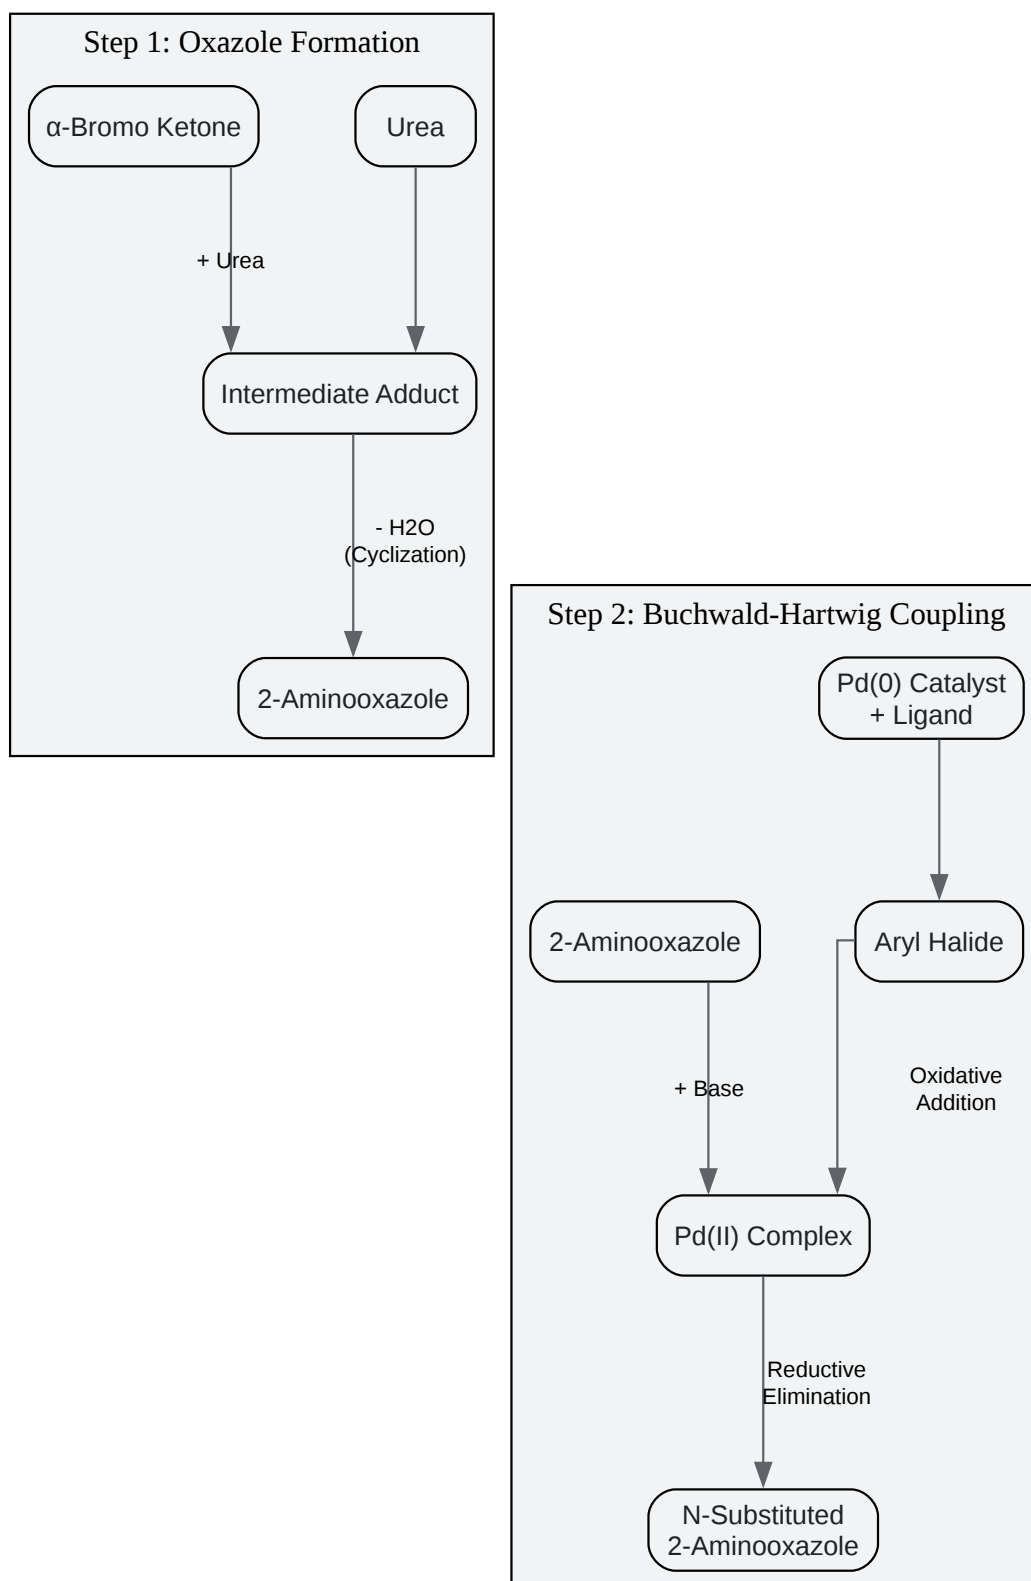 Step 1: Oxazole Formation
α-Bromo Ketone
Urea
+ Urea
Intermediate Adduct
- H2O
(Cyclization)
2-Aminooxazole
Step 2: Buchwald-Hartwig Coupling
Pd(0) Catalyst
+ Ligand
2-Aminooxazole
Aryl Halide
+ Base
Oxidative
Addition
Pd(II) Complex
Reductive
Elimination
N-Substituted
2-Aminooxazole